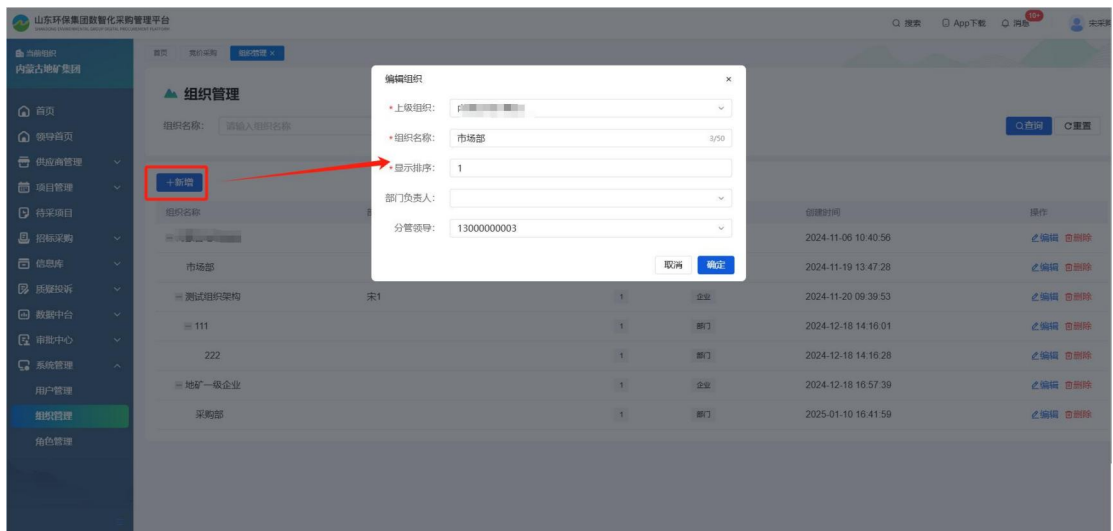 山东环保集团数智化采购管理平台
搜索 App下载 消息 10+
当前组织
内蒙古地矿集团
首页 竞价采购 组织管理 ×
组织管理
组织名称: 请输入组织名称
查询 重置
+新增
首页
领导首页
供应商管理
项目管理
待采项目
招标采购
信息库
质疑投诉
数据中台
审批中心
系统管理
用户管理
组织管理
角色管理
编辑组织 ×
*上级组织:
*组织名称: 市场部 3/50
*显示排序: 1
部门负责人:
分管领导: 13000000003
取消 确定
组织名称 创建时间 操作
2024-11-06 10:40:56 编辑 删除
市场部 2024-11-19 13:47:28 编辑 删除
测试组织架构 宋1 1 企业 2024-11-20 09:39:53 编辑 删除
111 1 部门 2024-12-18 14:16:01 编辑 删除
222 1 部门 2024-12-18 14:16:28 编辑 删除
地矿一级企业 1 企业 2024-12-18 16:57:39 编辑 删除
采购部 1 部门 2025-01-10 16:41:59 编辑 删除